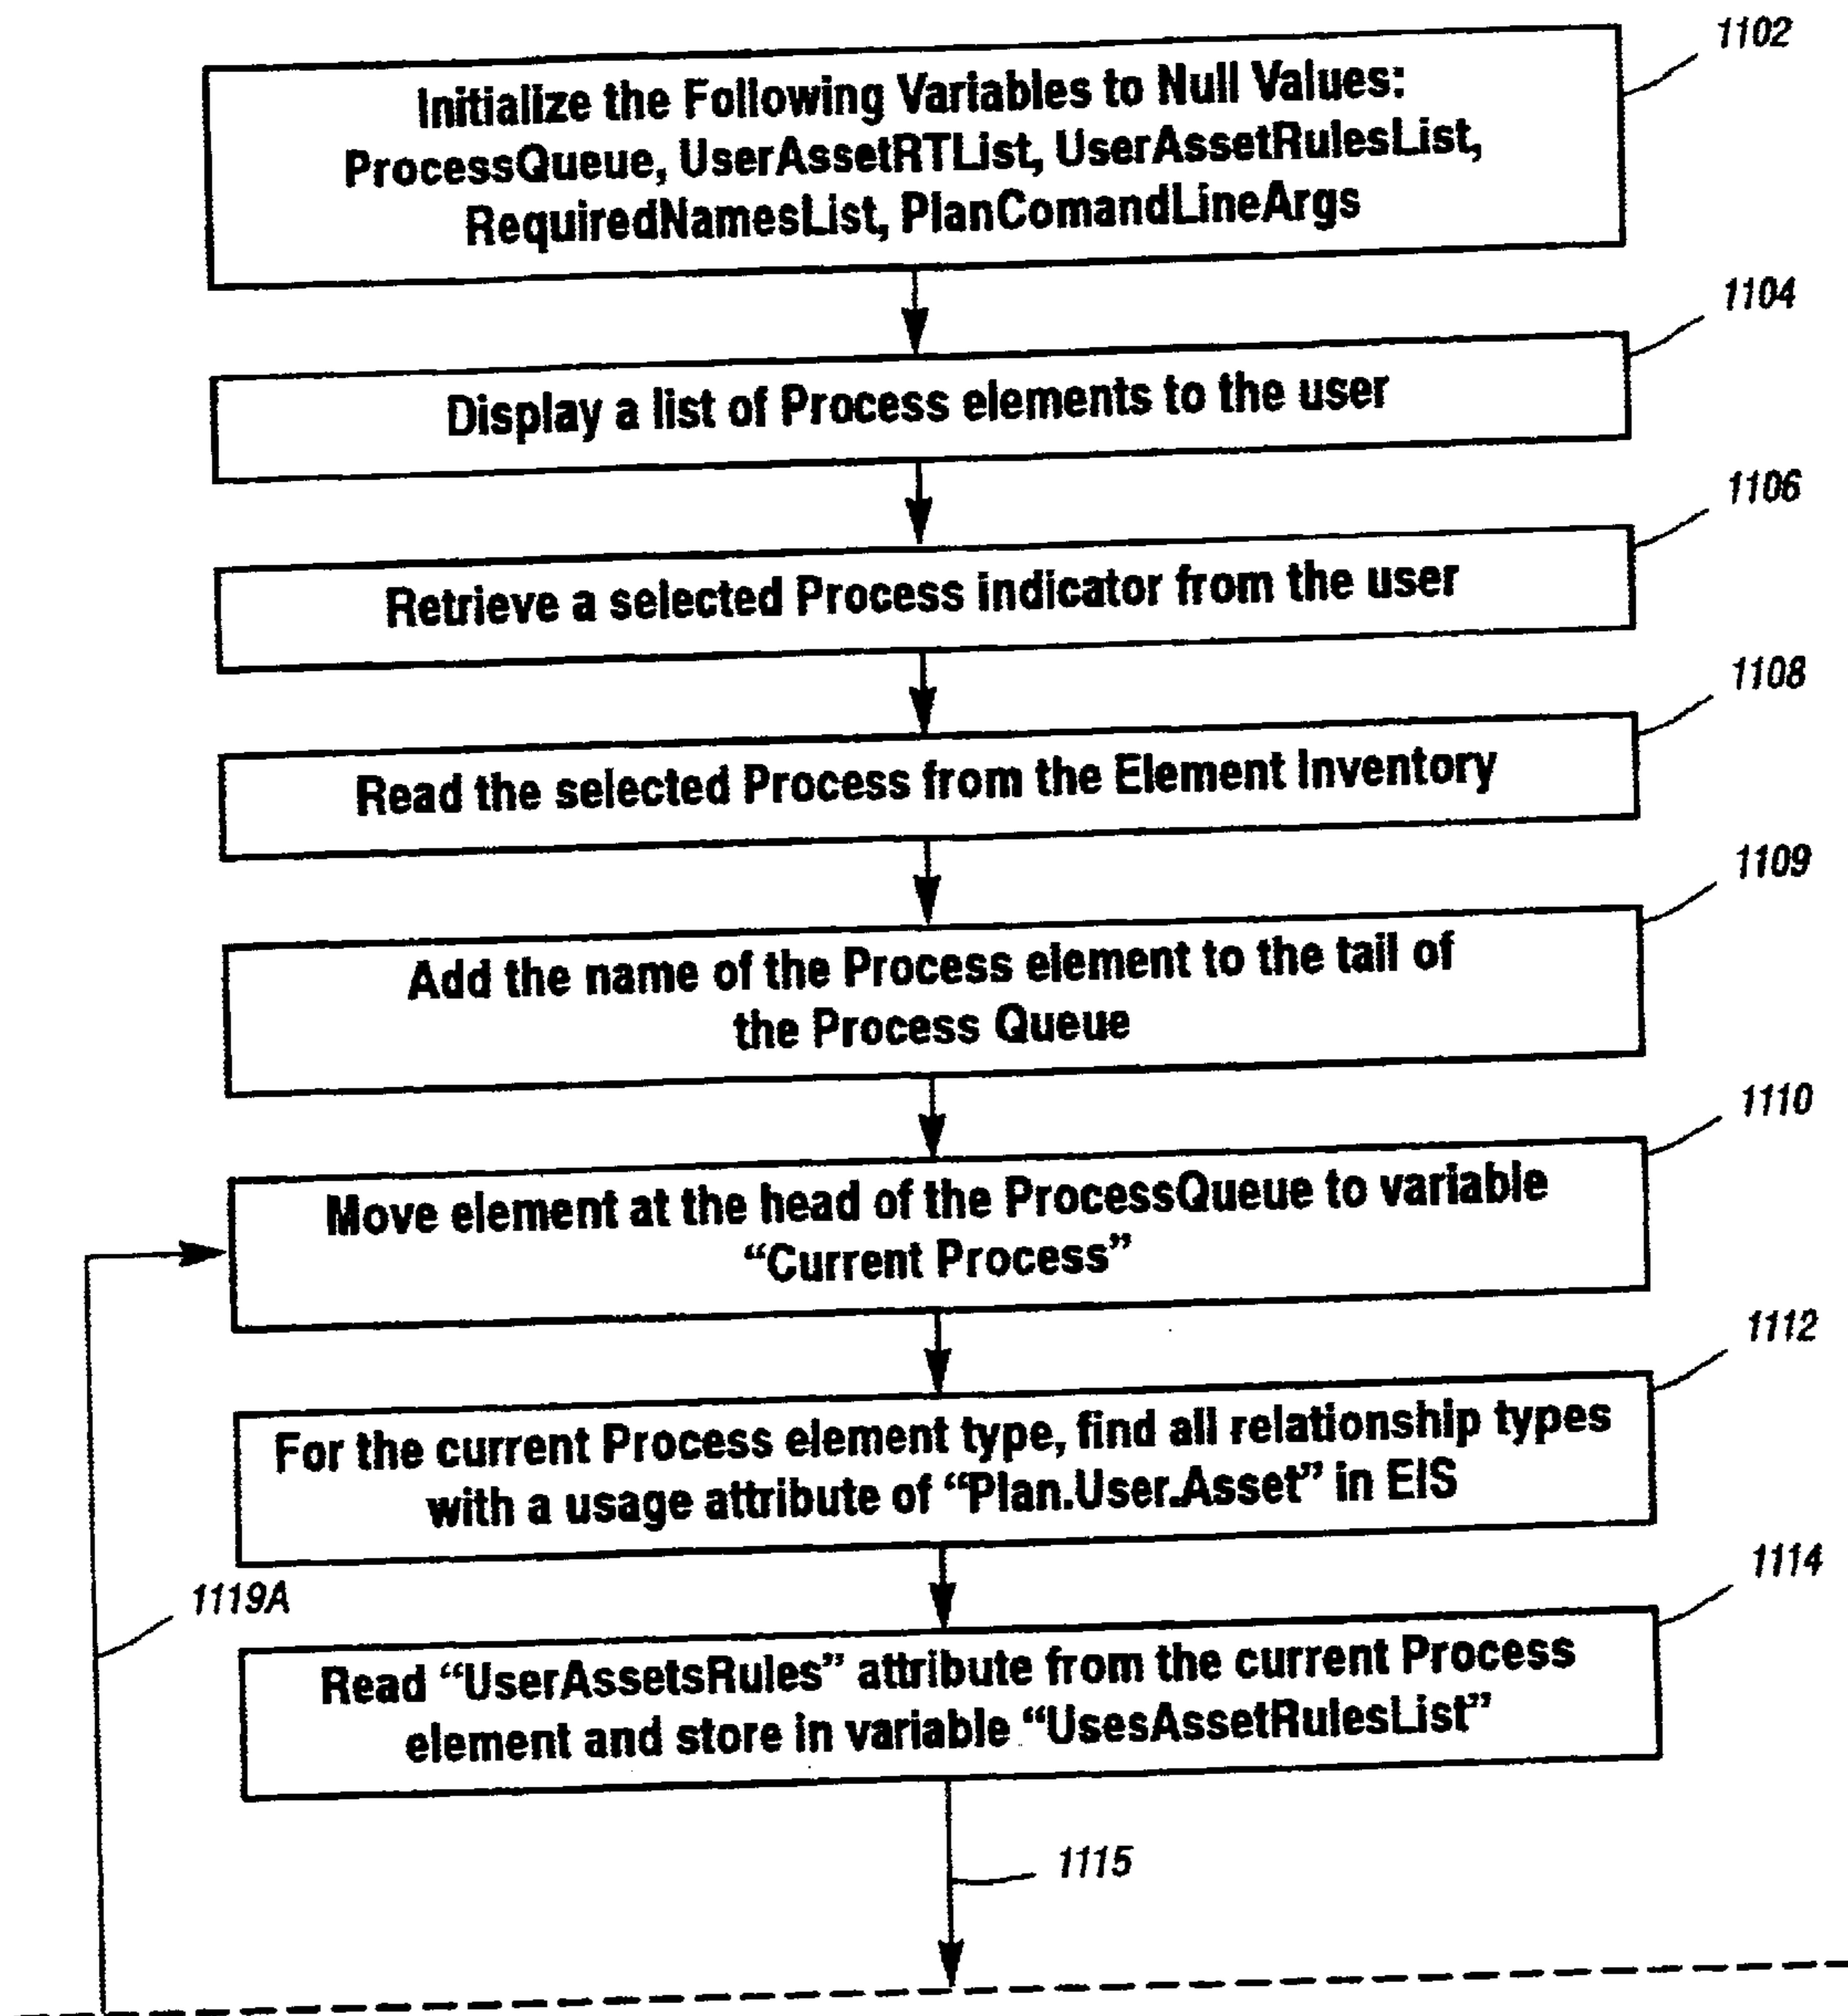 1102
Initialize the Following Variables to Null Values:
ProcessQueue, UserAssetRTList, UserAssetRulesList,
RequiredNamesList, PlanComandLineArgs
1104
Display a list of Process elements to the user
1106
Retrieve a selected Process indicator from the user
1108
Read the selected Process from the Element Inventory
1109
Add the name of the Process element to the tail of
the Process Queue
1110
Move element at the head of the ProcessQueue to variable
“Current Process”
1112
For the current Process element type, find all relationship types
with a usage attribute of “Plan.User.Asset” in EIS
1119A
1114
Read “UserAssetsRules” attribute from the current Process
element and store in variable “UsesAssetRulesList”
1115